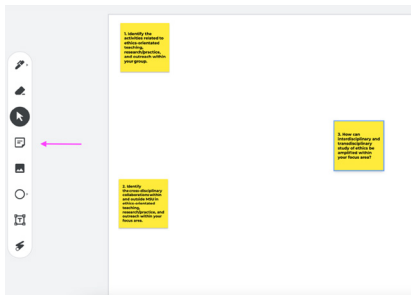 1. Identify the
activities related to
ethics-orientated
teaching,
research/practice,
and outreach within
your group.
3. How can
interdisciplinary and
transdisciplinary
study of ethics be
amplified within
your focus area?
2. Identify
the cross-disciplinary
collaborations within
and outside MSU in
ethics-orientated
teaching,
research/practice, and
outreach within your
focus area.